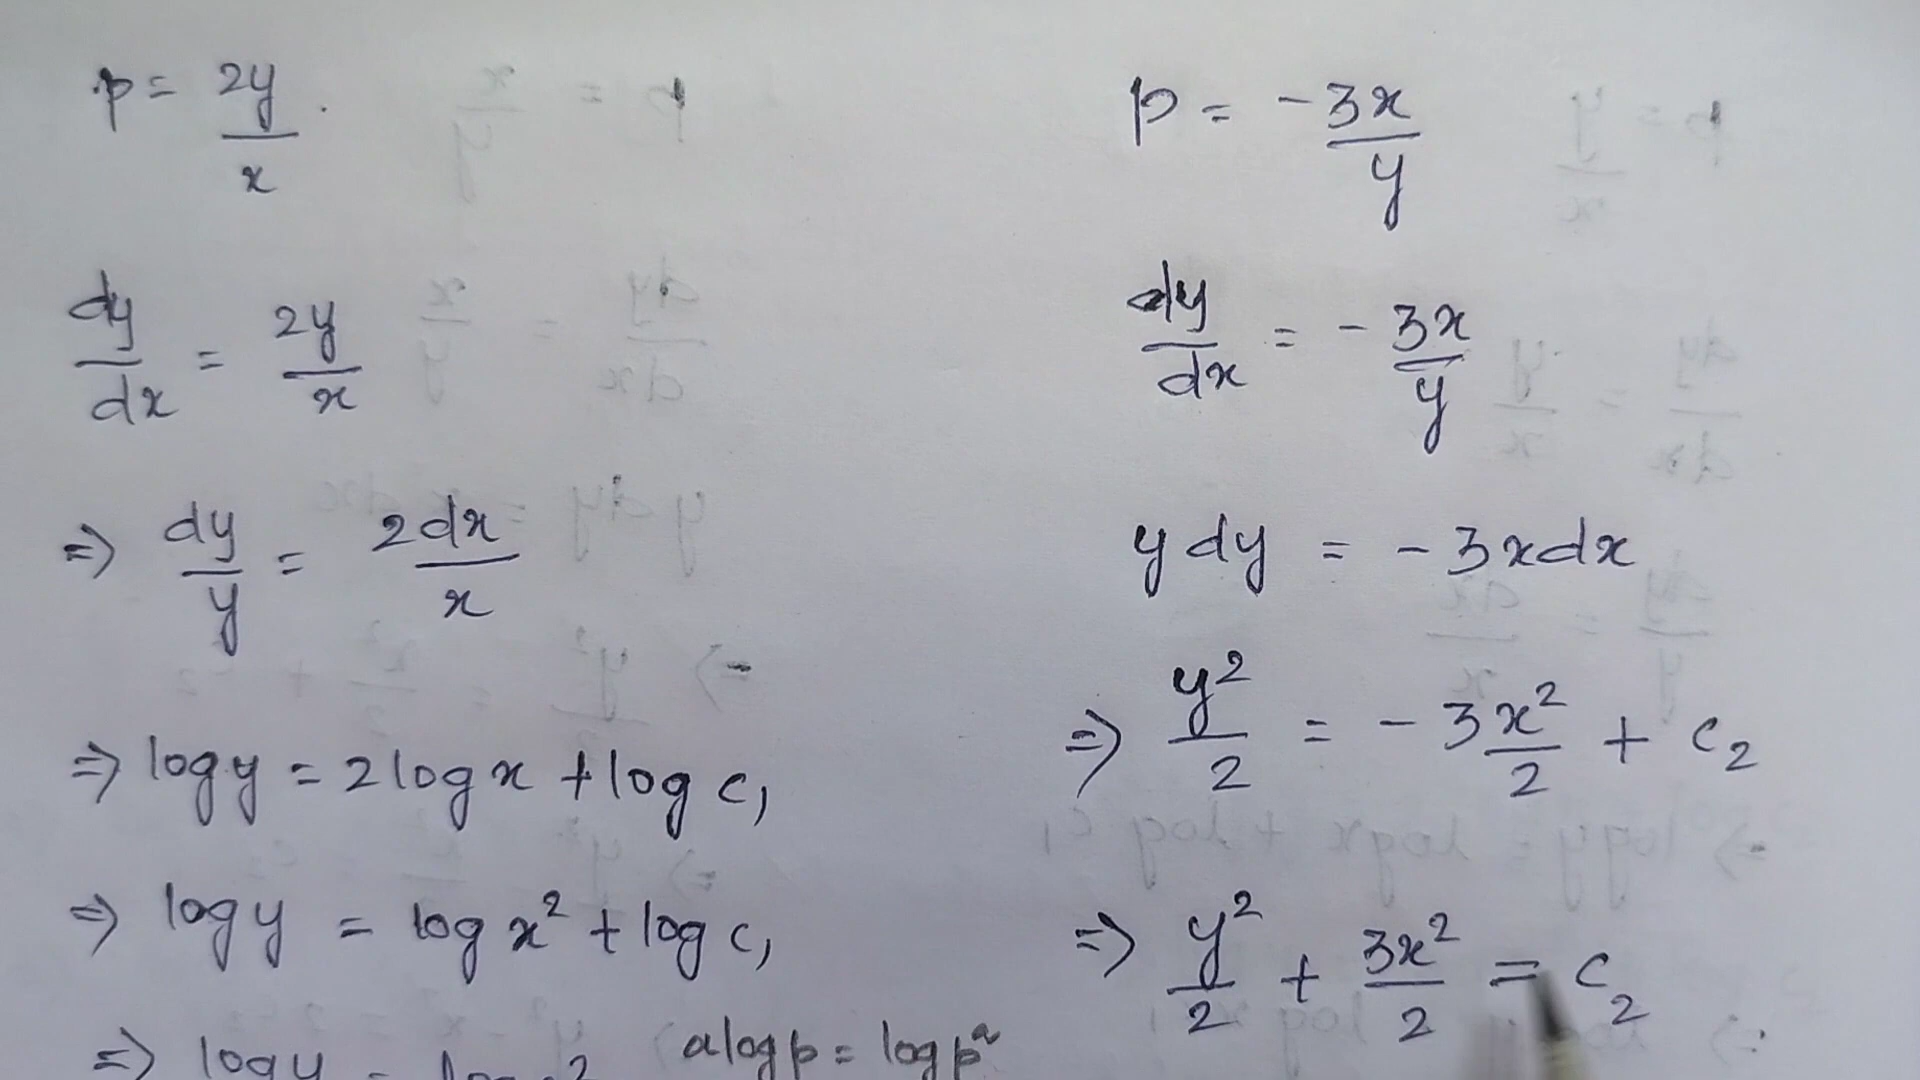 p = 2y/x.
dy/dx = 2y/x
⇒ dy/y = 2dx/x
⇒ log y = 2 log x + log c₁
⇒ log y = log x² + log c₁
⇒ log y =
a log p = log pᵃ
p = -3x/y
dy/dx = -3x/y
y dy = -3x dx
⇒ y²/2 = -3x²/2 + c₂
⇒ y²/2 + 3x²/2 = c₂